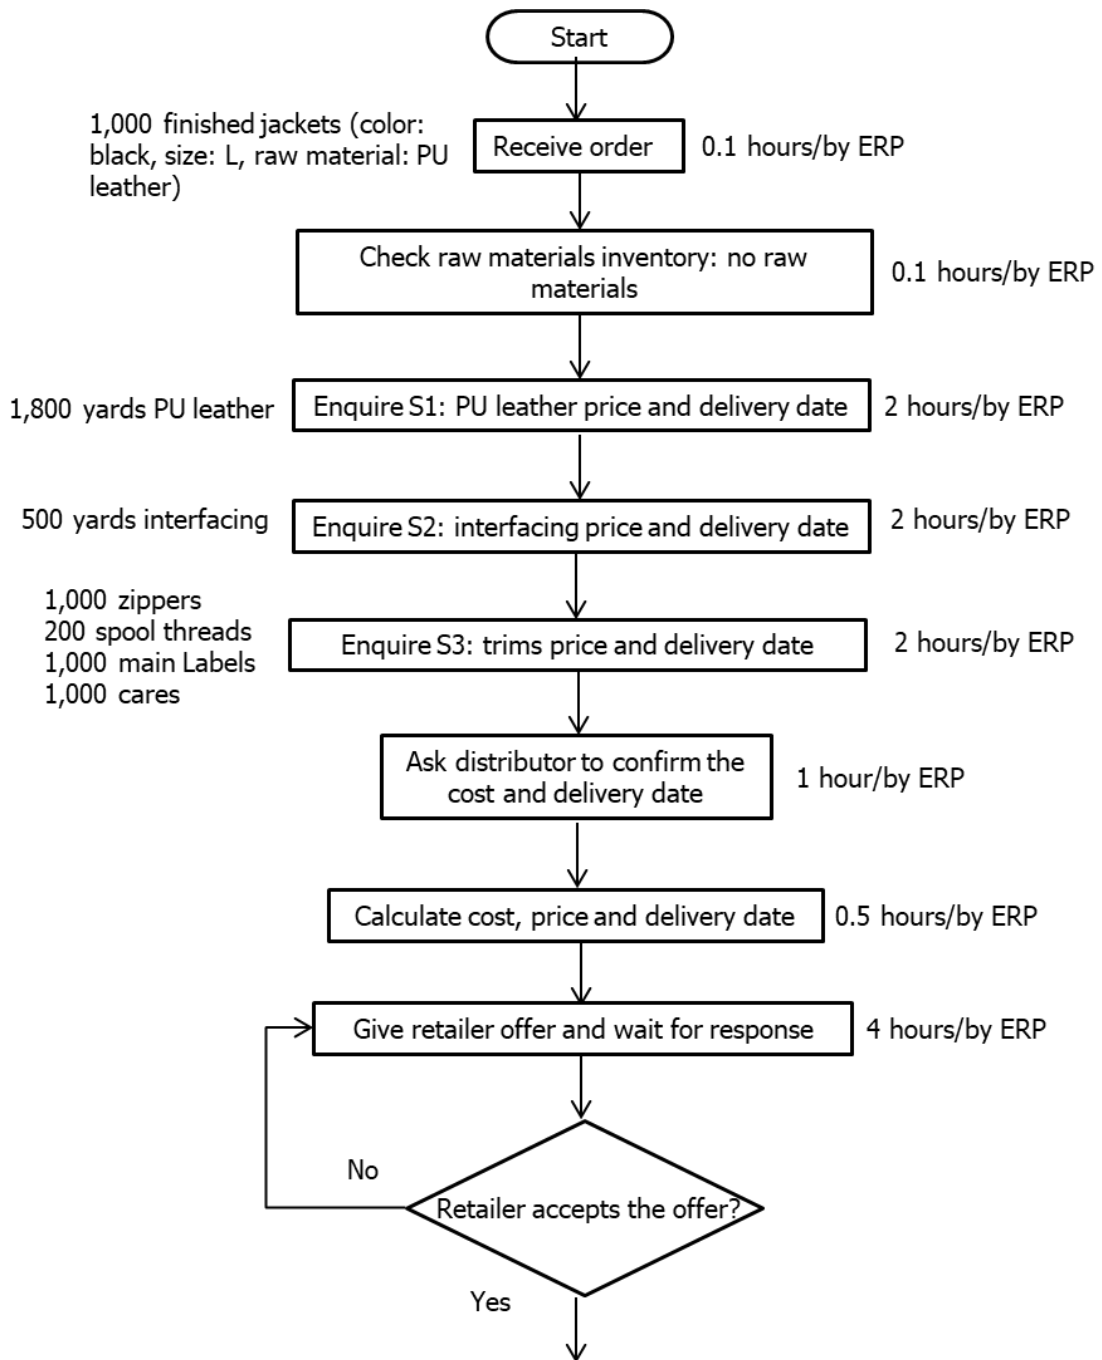 Start
1,000 finished jackets (color:
black, size: L, raw material: PU
leather)
Receive order
0.1 hours/by ERP
Check raw materials inventory: no raw
materials
0.1 hours/by ERP
1,800 yards PU leather
Enquire S1: PU leather price and delivery date
2 hours/by ERP
500 yards interfacing
Enquire S2: interfacing price and delivery date
2 hours/by ERP
1,000 zippers
200 spool threads
1,000 main Labels
1,000 cares
Enquire S3: trims price and delivery date
2 hours/by ERP
Ask distributor to confirm the
cost and delivery date
1 hour/by ERP
Calculate cost, price and delivery date
0.5 hours/by ERP
Give retailer offer and wait for response
4 hours/by ERP
No
Retailer accepts the offer?
Yes